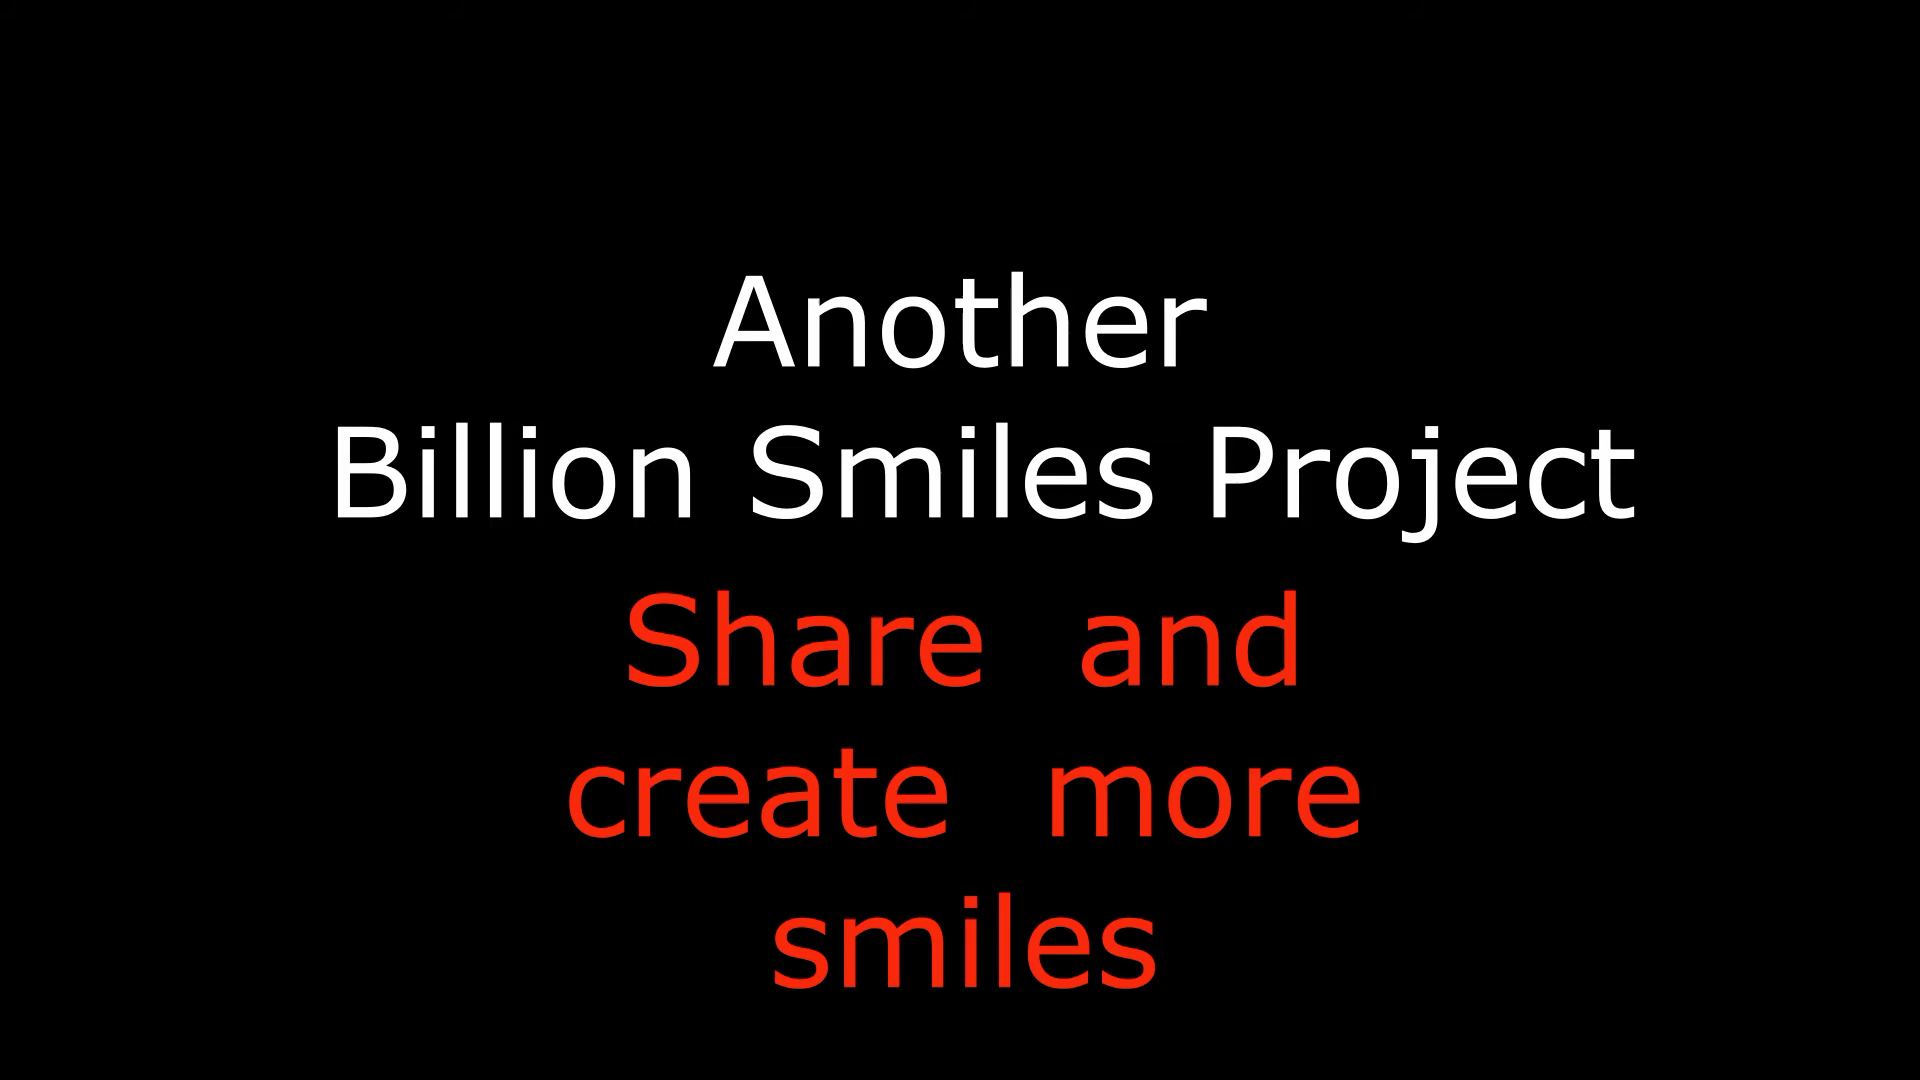 Another
Billion Smiles Project
Share and
create more
smiles